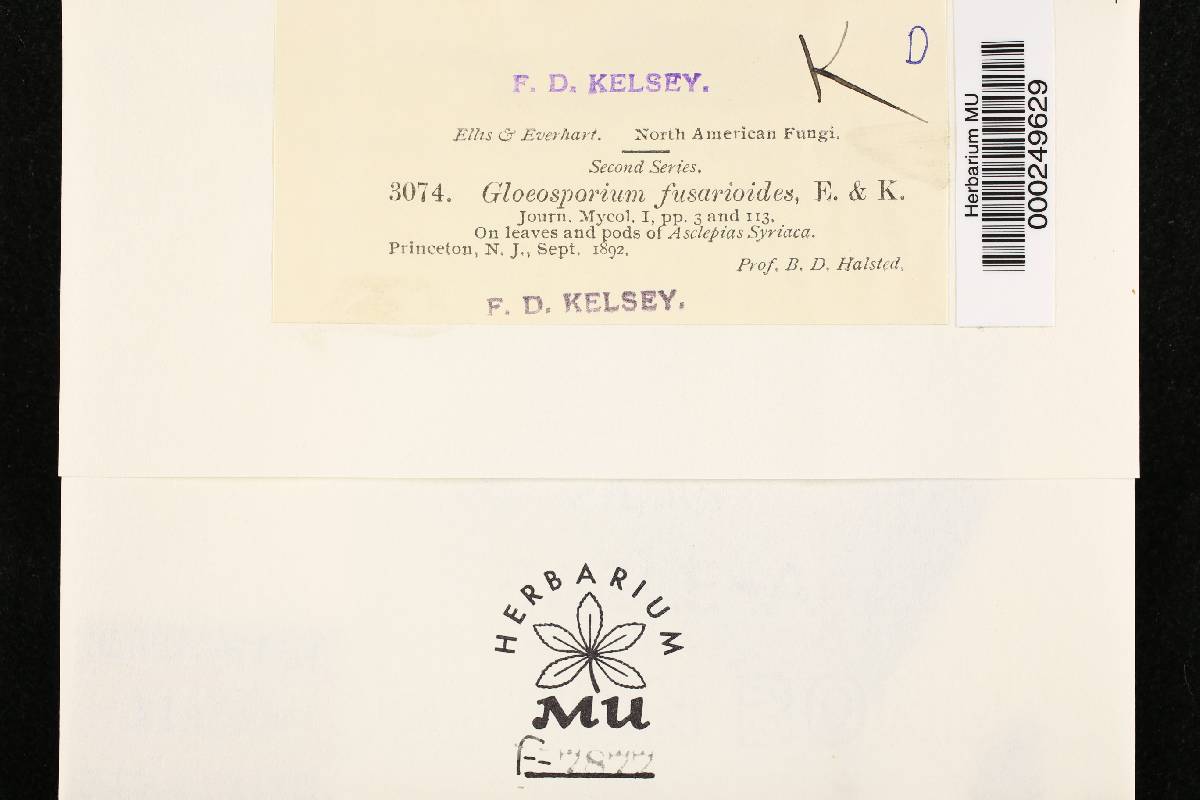 K D
F. D. KELSEY.
Ellis & Everhart. North American Fungi.
Second Series.
3074. Gloeosporium fusarioides, E. & K.
Journ. Mycol. I, pp. 3 and 113.
On leaves and pods of Asclepias Syriaca.
Princeton, N. J., Sept. 1892.
Prof. B. D. Halsted.
F. D. KELSEY.
Herbarium MU
000249629
HERBARIUM
MU
F-7877